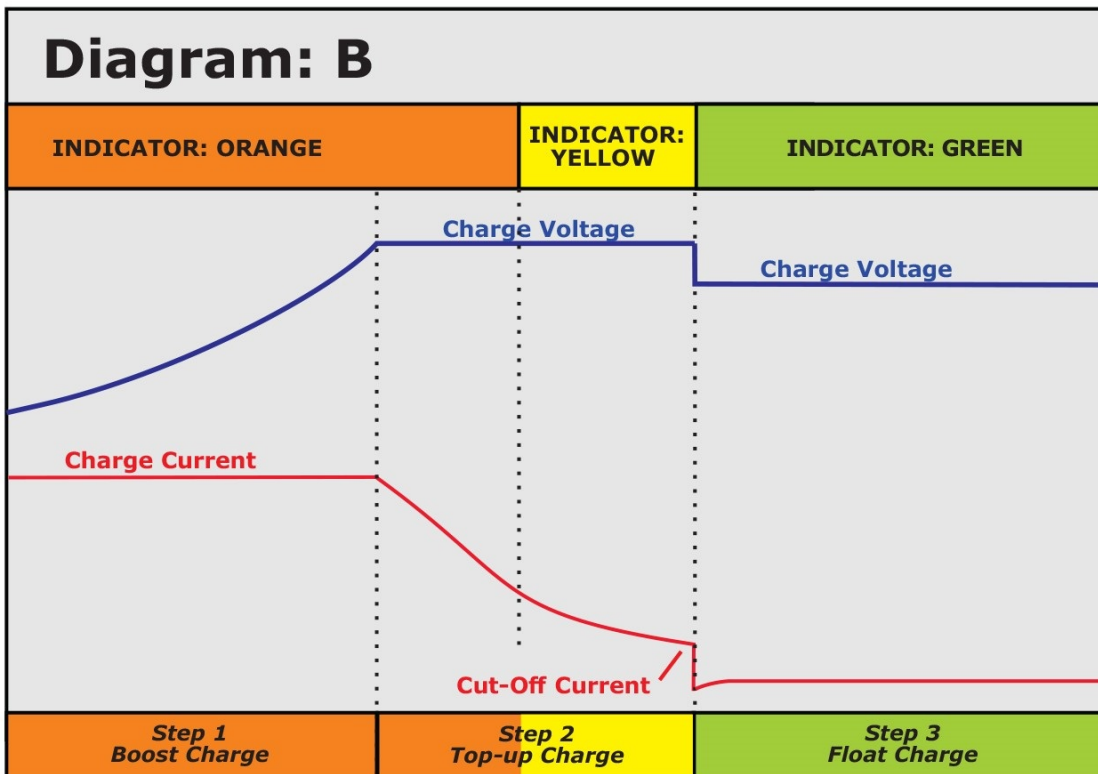 Diagram: B
INDICATOR: ORANGE
INDICATOR:
YELLOW
INDICATOR: GREEN
Charge Voltage
Charge Voltage
Charge Current
Cut-Off Current
Step 1
Boost Charge
Step 2
Top-up Charge
Step 3
Float Charge